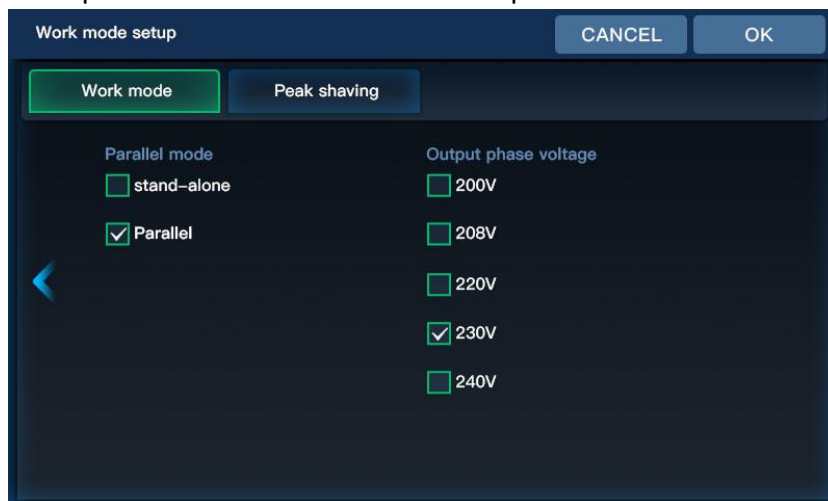 Work mode setup
CANCEL
OK
Work mode
Peak shaving
Parallel mode
Output phase voltage
stand-alone
200V
Parallel
208V
220V
230V
240V